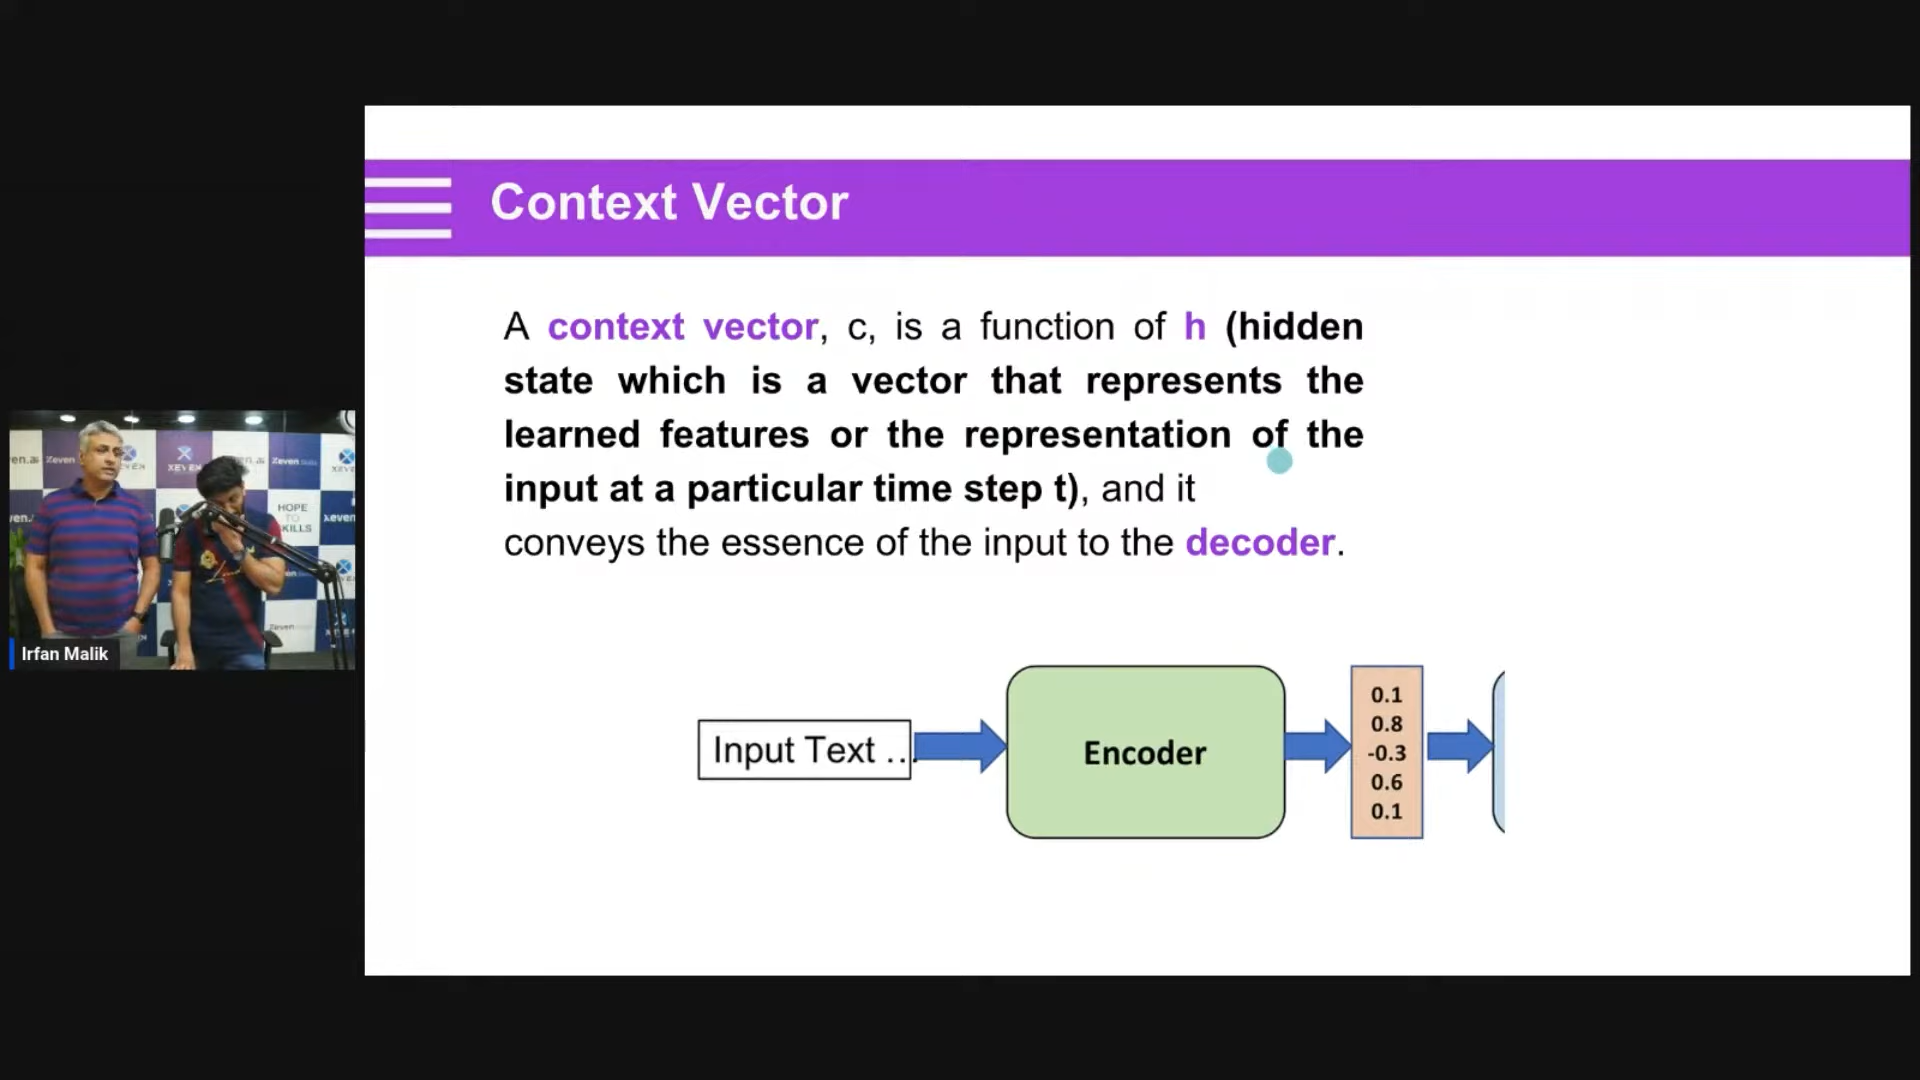 Context Vector
A context vector, c, is a function of h (hidden
state which is a vector that represents the
learned features or the representation of the
input at a particular time step t), and it
conveys the essence of the input to the decoder.
Input Text ...
Encoder
0.1
0.8
-0.3
0.6
0.1
HOPE
TO
Irfan Malik